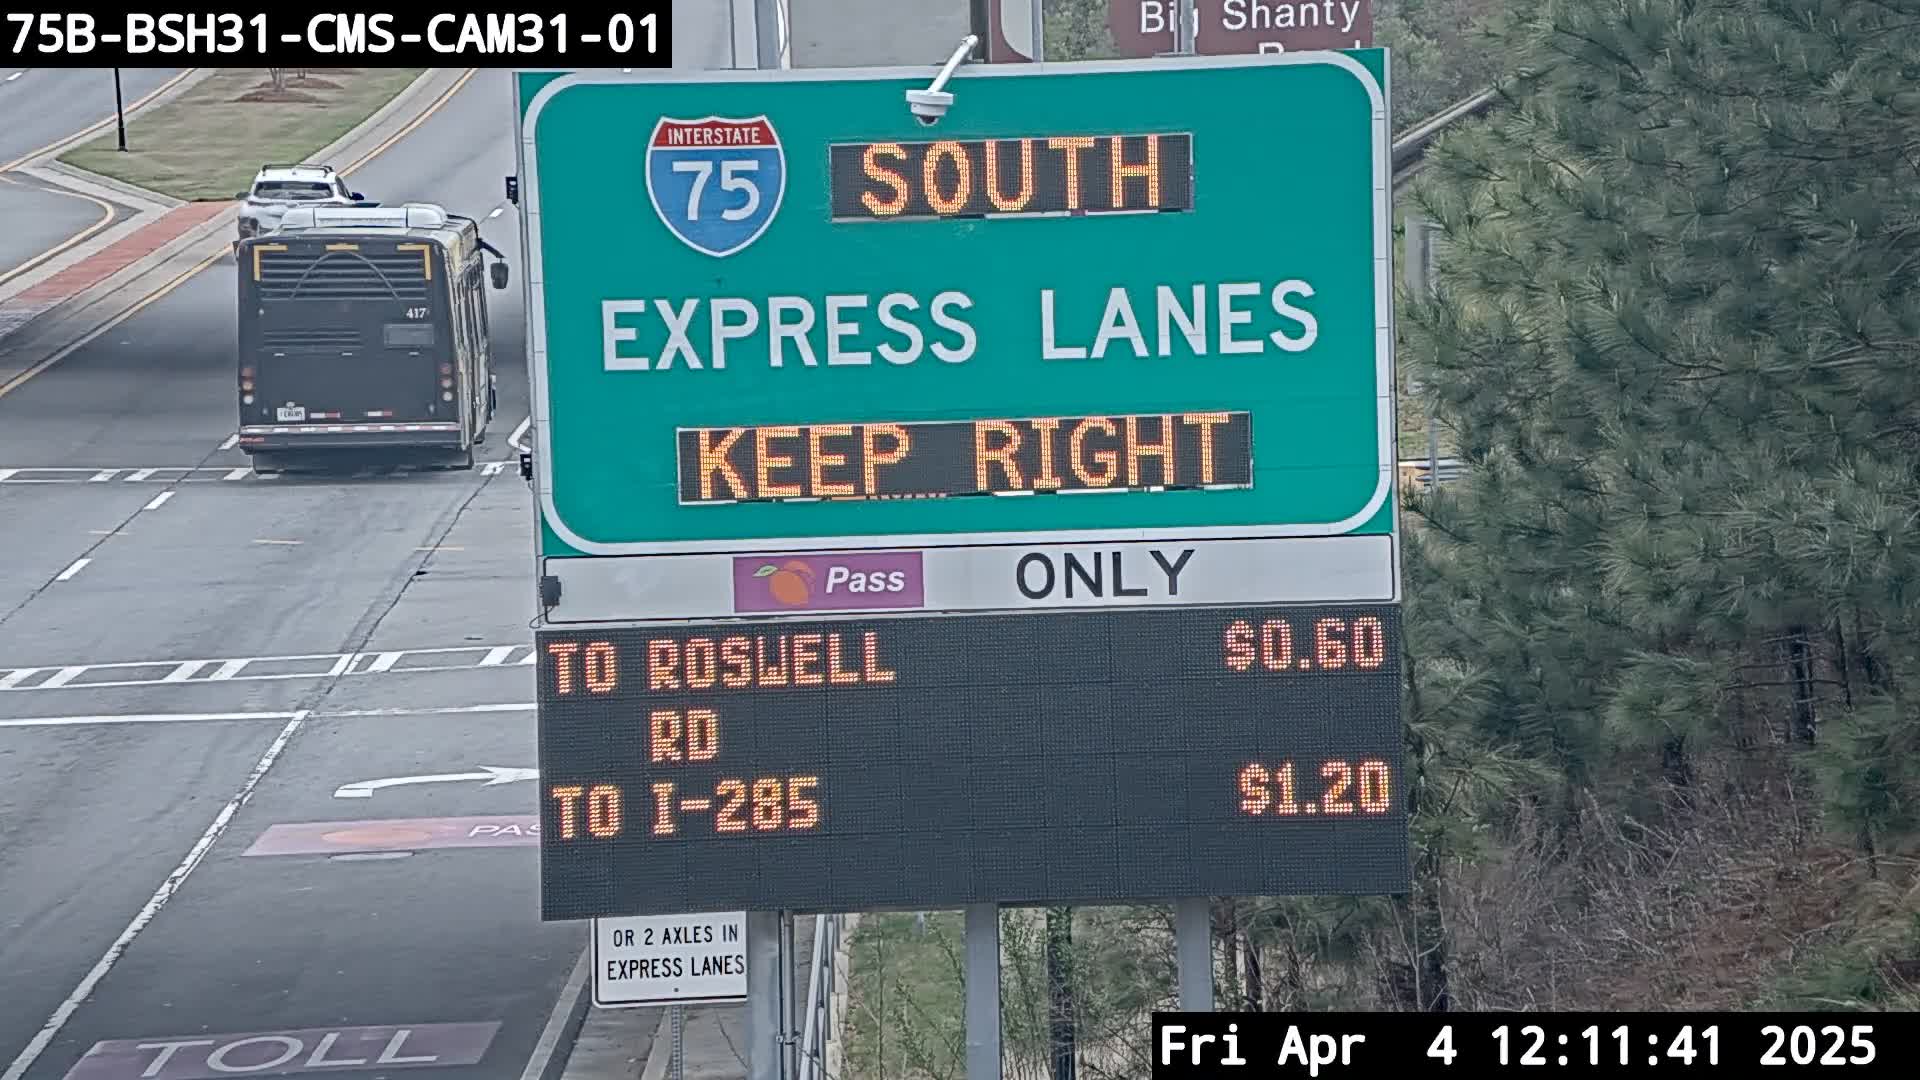 75B-BSH31-CMS-CAM31-01
Big Shanty
INTERSTATE
75
SOUTH
EXPRESS LANES
KEEP RIGHT
Pass
ONLY
TO ROSWELL $0.60
RD
TO I-285 $1.20
417
OR 2 AXLES IN
EXPRESS LANES
TOLL
Fri Apr 4 12:11:41 2025